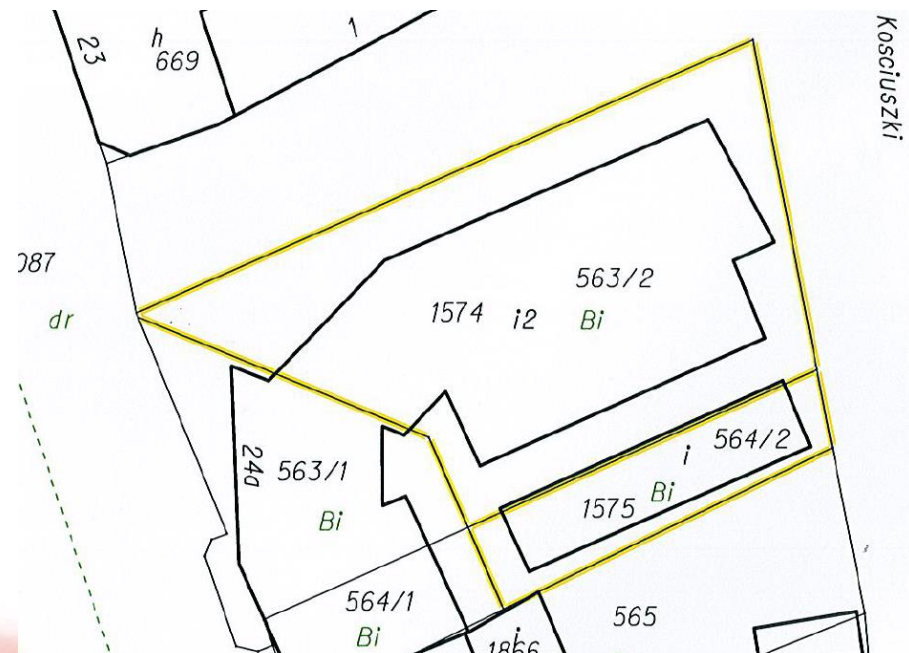 23
h
669
1
Kosciuszki
087
dr
1574
i2
563/2
Bi
24a
563/1
Bi
i
564/2
1575
Bi
564/1
Bi
565
i
1866